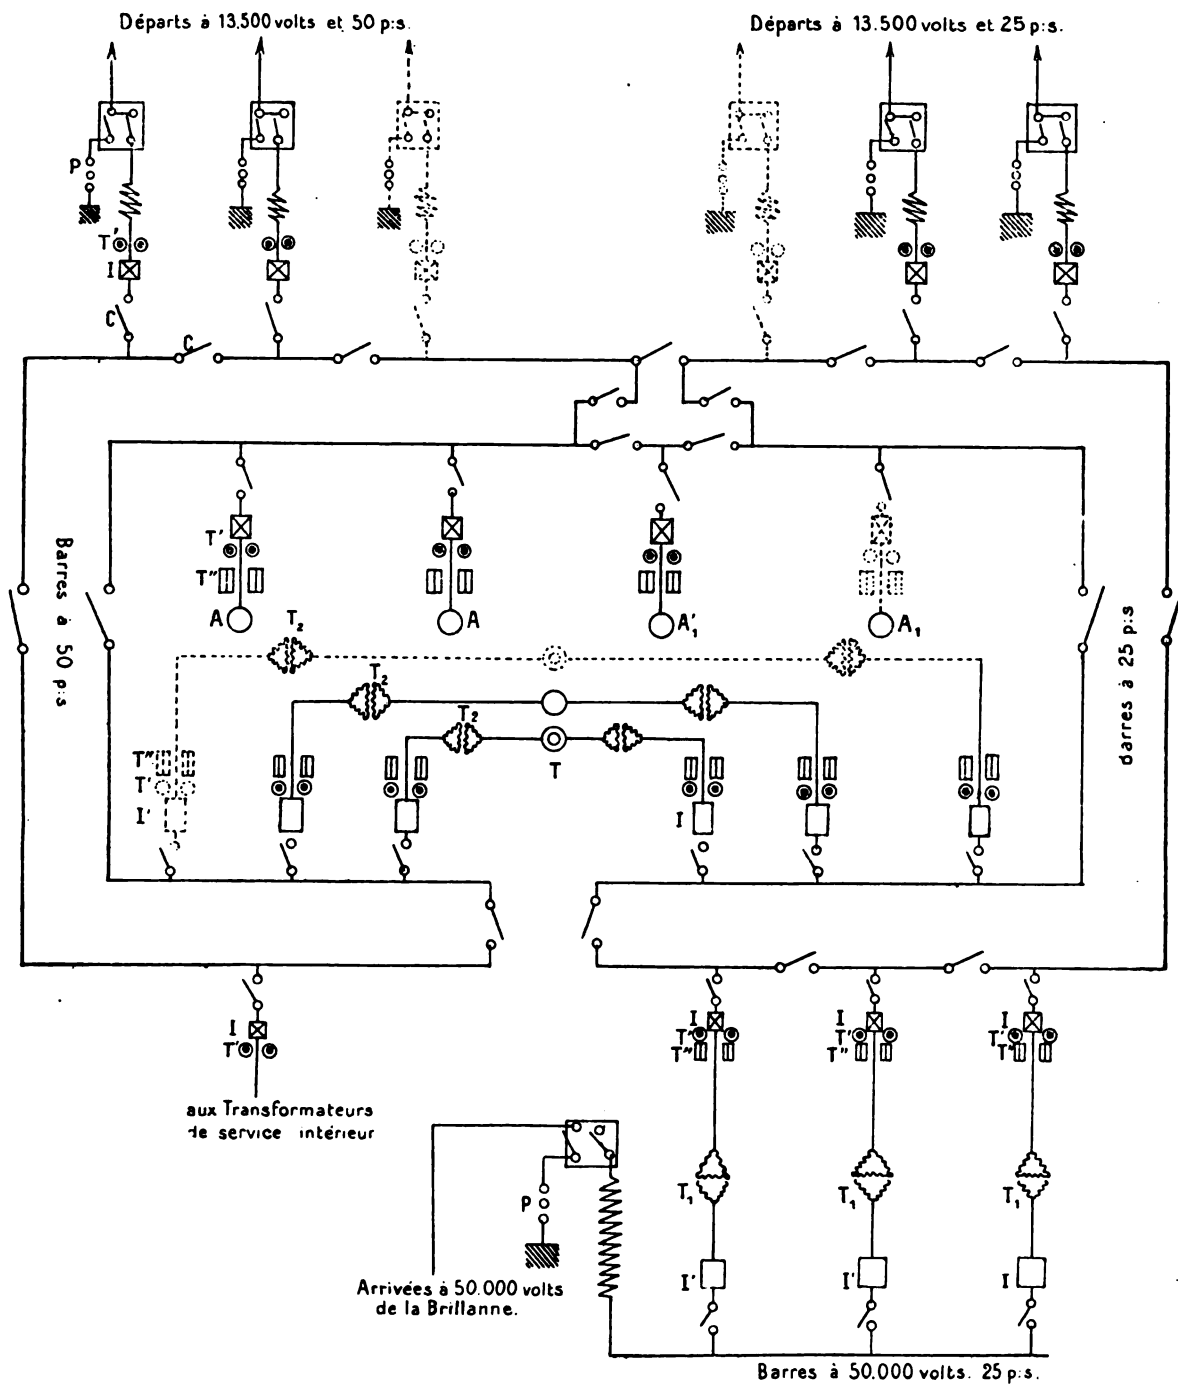 Départs à 13.500 volts et 50 p:s.
Départs à 13.500 volts et 25 p:s.
P
T'
I
C
C
Barres à 50 p:s
T'
T"
A
A
A'₁
A₁
T₂
T₂
T₂
T
T"
T'
I'
I
darres à 25 p:s
I
T'
aux Transformateurs
de service intérieur
I
T'
T"
I
T'
T"
I
T'
T"
P
T₁
T₁
T₁
I'
I'
I
Arrivées à 50.000 volts
de la Brillanne.
Barres à 50.000 volts. 25 p:s.